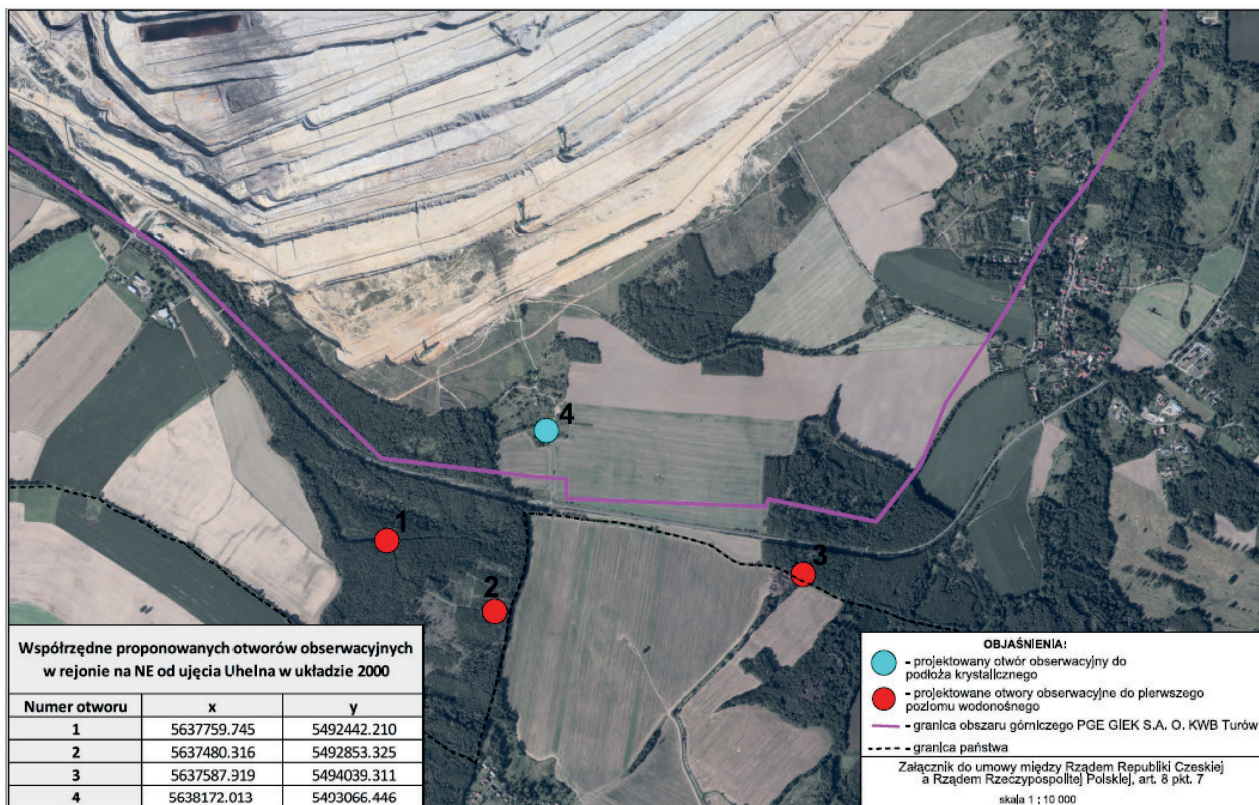 4
1
3
2
Współrzędne proponowanych otworów obserwacyjnych
w rejonie na NE od ujęcia Uhelna w układzie 2000
Numer otworu x y
1 5637759.745 5492442.210
2 5637480.316 5492853.325
3 5637587.919 5494039.311
4 5638172.013 5493066.446
OBJAŚNIENIA:
- projektowany otwór obserwacyjny do
podłoża krystalicznego
- projektowane otwory obserwacyjne do pierwszego
poziomu wodonośnego
- granica obszaru górniczego PGE GiEK S.A. O. KWB Turów
- granica państwa
Załącznik do umowy między Rządem Republiki Czeskiej
a Rządem Rzeczypospolitej Polskiej, art. 8 pkt. 7
skala 1 : 10 000